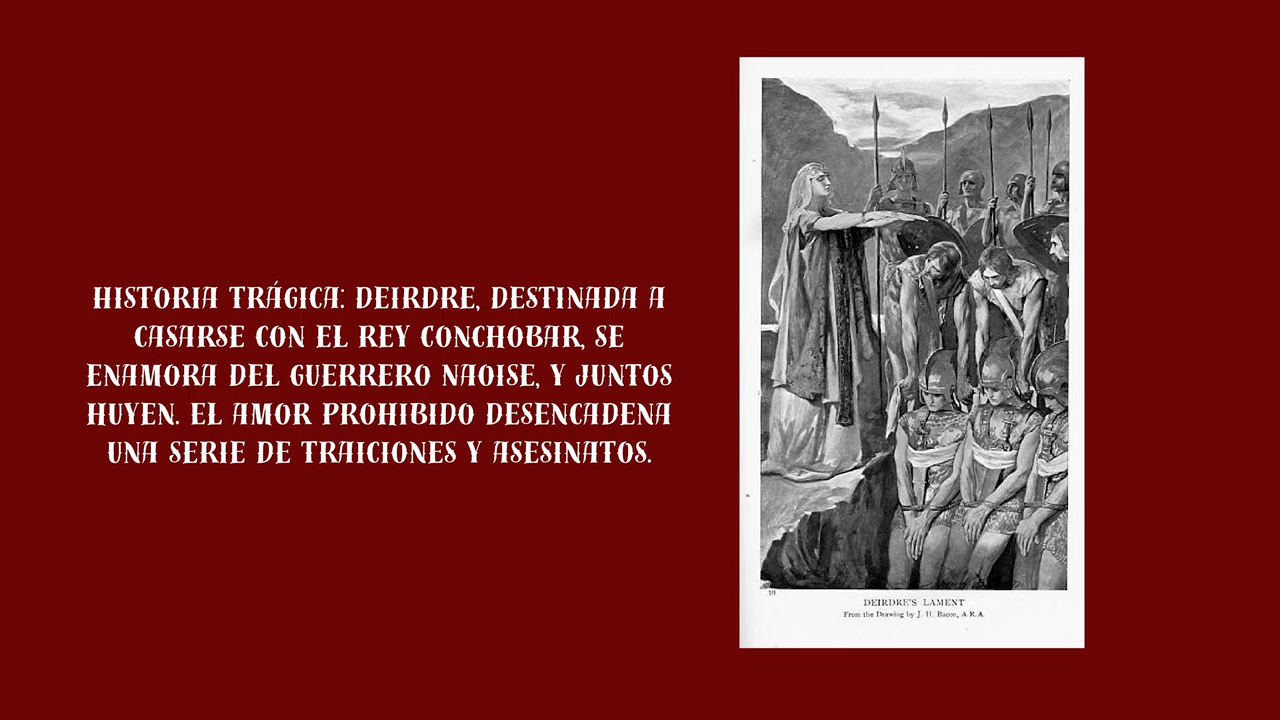 HISTORIA TRÁGICA: DEIRDRE, DESTINADA A
CASARSE CON EL REY CONCHOBAR, SE
ENAMORA DEL GUERRERO NAOISE, Y JUNTOS
HUYEN. EL AMOR PROHIBIDO DESENCADENA
UNA SERIE DE TRAICIONES Y ASESINATOS.
10
DEIRDRE'S LAMENT
From the Drawing by J. H. Bacon, A.R.A.